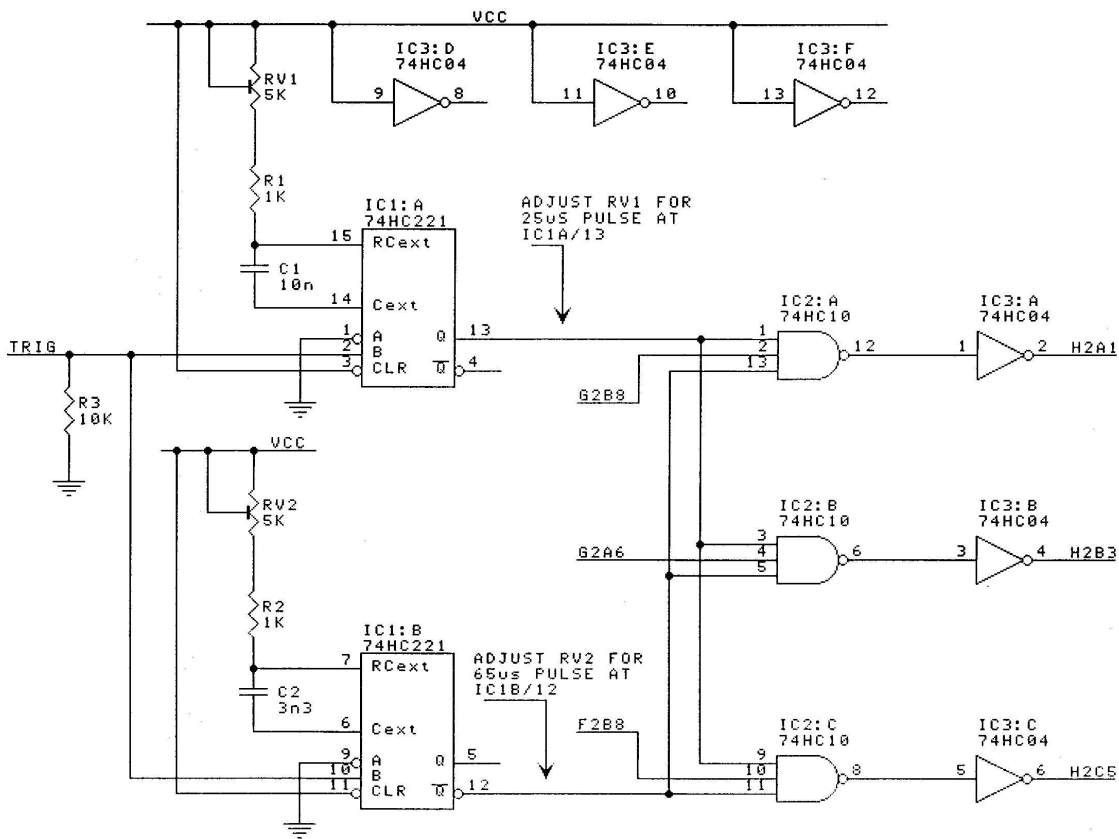 VCC
IC3:D
74HC04
9
8
IC3:E
74HC04
11
10
IC3:F
74HC04
13
12
RV1
5K
R1
1K
IC1:A
74HC221
15
RCext
C1
10n
14
Cext
1
A
2
B
3
CLR
Q
13
Q
4
ADJUST RV1 FOR
25uS PULSE AT
IC1A/13
TRIG
R3
10K
IC2:A
74HC10
1
2
13
12
G2B8
IC3:A
74HC04
1
2
H2A1
VCC
RV2
5K
R2
1K
IC1:B
74HC221
7
RCext
C2
3n3
6
Cext
9
A
10
B
11
CLR
Q
5
Q
12
ADJUST RV2 FOR
65us PULSE AT
IC1B/12
IC2:B
74HC10
3
4
5
6
G2A6
IC3:B
74HC04
3
4
H2B3
IC2:C
74HC10
9
10
11
8
F2B8
IC3:C
74HC04
5
6
H2C5